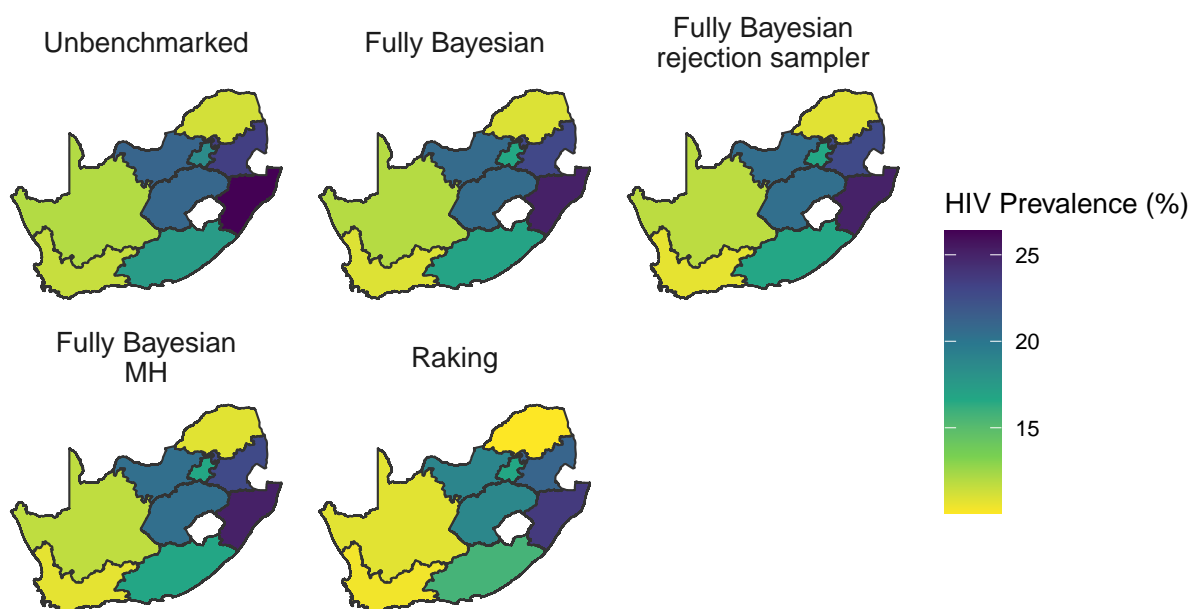 Unbenchmarked
Fully Bayesian
Fully Bayesian
rejection sampler
HIV Prevalence (%)
25
20
15
Fully Bayesian
MH
Raking